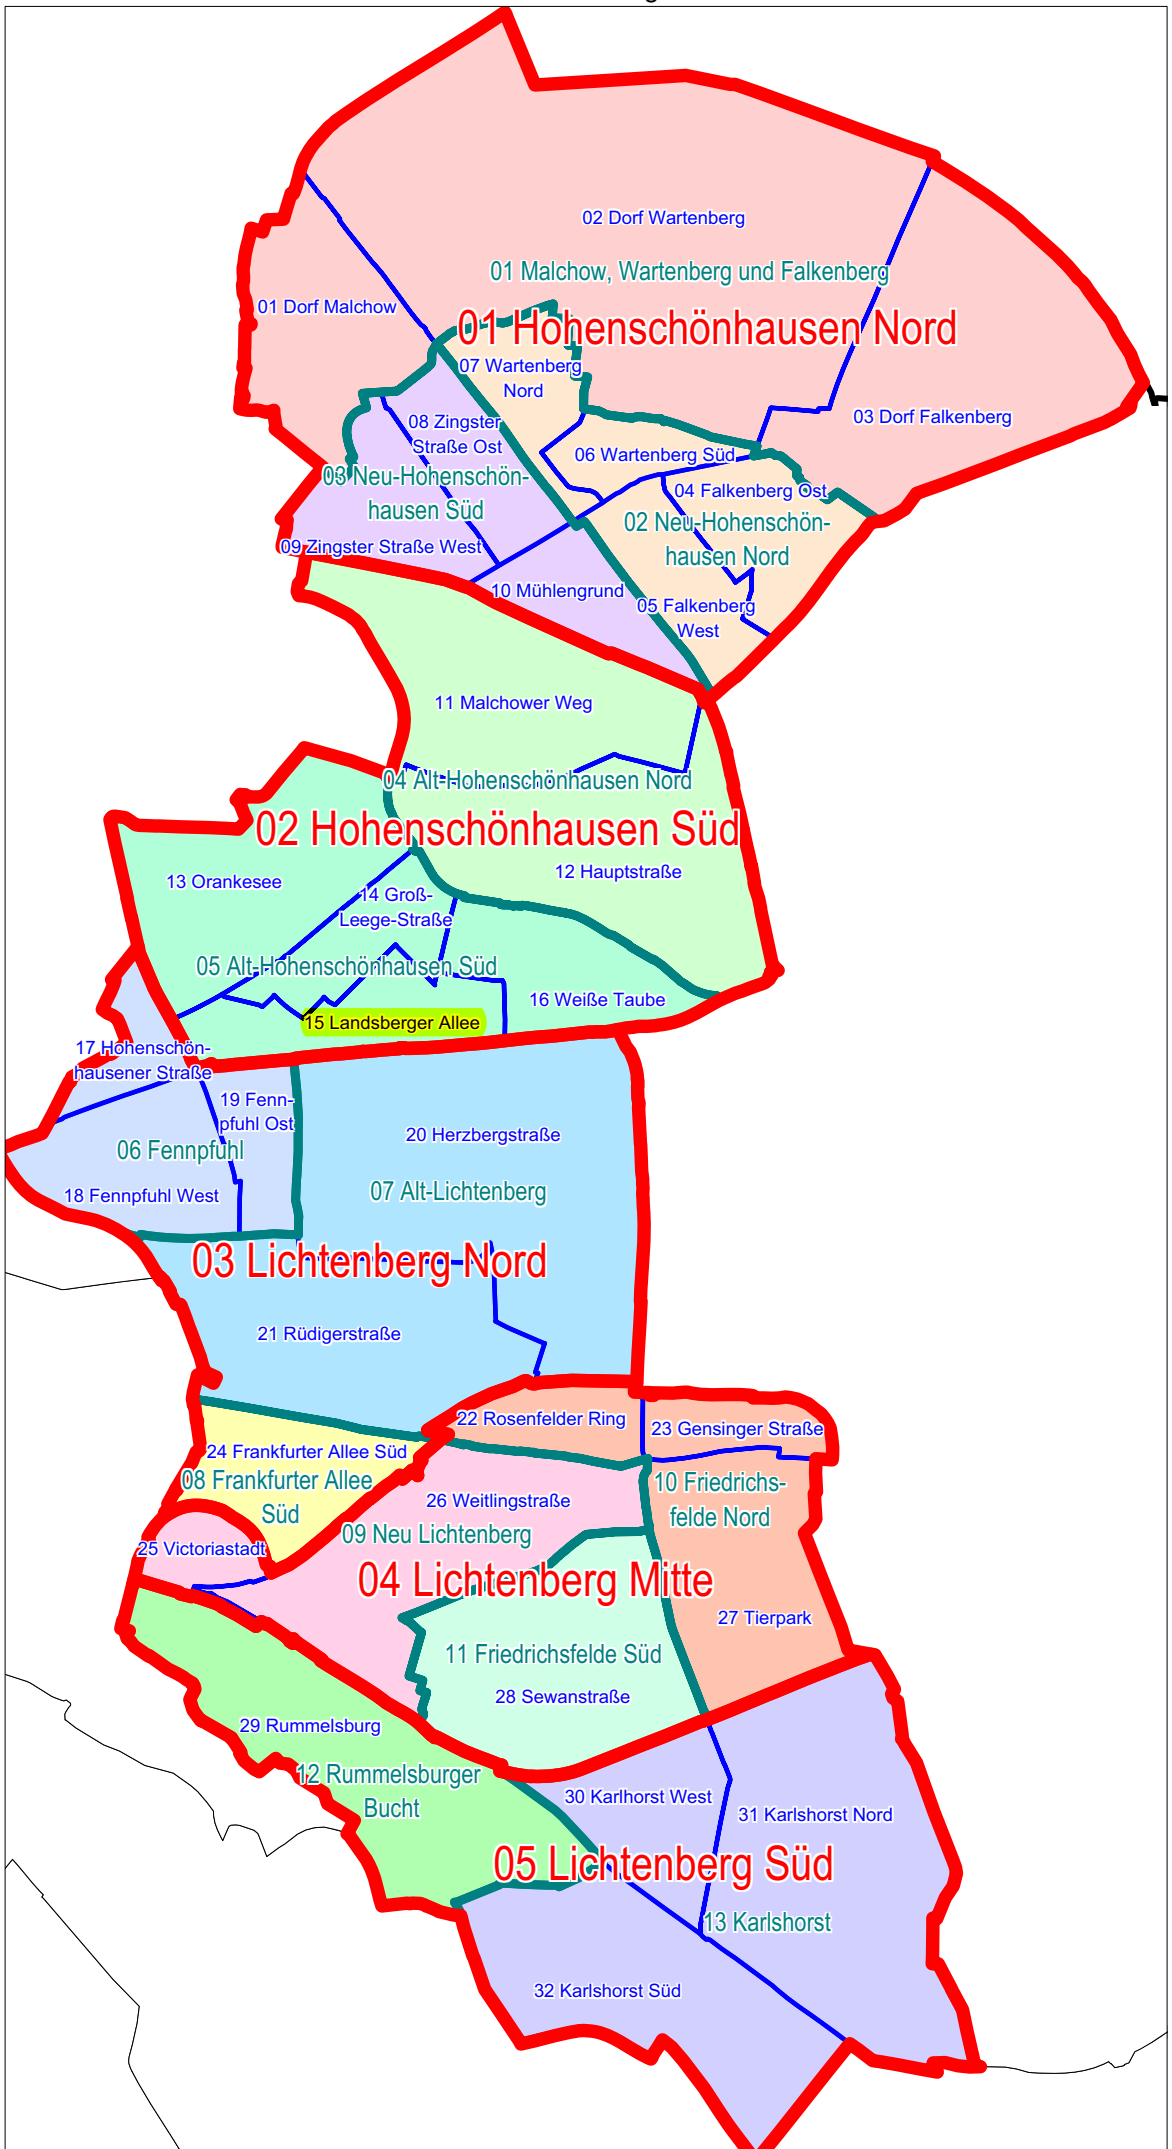 02 Dorf Wartenberg
01 Malchow, Wartenberg und Falkenberg
01 Dorf Malchow
01 Hohenschönhausen Nord
07 Wartenberg
Nord
03 Dorf Falkenberg
08 Zingster
Straße Ost
06 Wartenberg Süd
03 Neu-Hohenschön-
hausen Süd
04 Falkenberg Ost
02 Neu-Hohenschön-
hausen Nord
09 Zingster Straße West
10 Mühlengrund
05 Falkenberg
West
11 Malchower Weg
04 Alt-Hohenschönhausen Nord
02 Hohenschönhausen Süd
12 Hauptstraße
13 Orankesee
14 Groß-
Leege-Straße
05 Alt-Hohenschönhausen Süd
16 Weiße Taube
15 Landsberger Allee
17 Hohenschön-
hausener Straße
19 Fenn-
pfuhl Ost
20 Herzbergstraße
06 Fennpfuhl
18 Fennpfuhl West
07 Alt-Lichtenberg
03 Lichtenberg Nord
21 Rüdigerstraße
22 Rosenfelder Ring
23 Gensinger Straße
24 Frankfurter Allee Süd
08 Frankfurter Allee
Süd
10 Friedrichs-
felde Nord
26 Weitlingstraße
09 Neu Lichtenberg
25 Victoriastadt
04 Lichtenberg Mitte
27 Tierpark
11 Friedrichsfelde Süd
28 Sewanstraße
29 Rummelsburg
12 Rummelsburger
Bucht
30 Karlhorst West
31 Karlshorst Nord
05 Lichtenberg Süd
13 Karlshorst
32 Karlshorst Süd